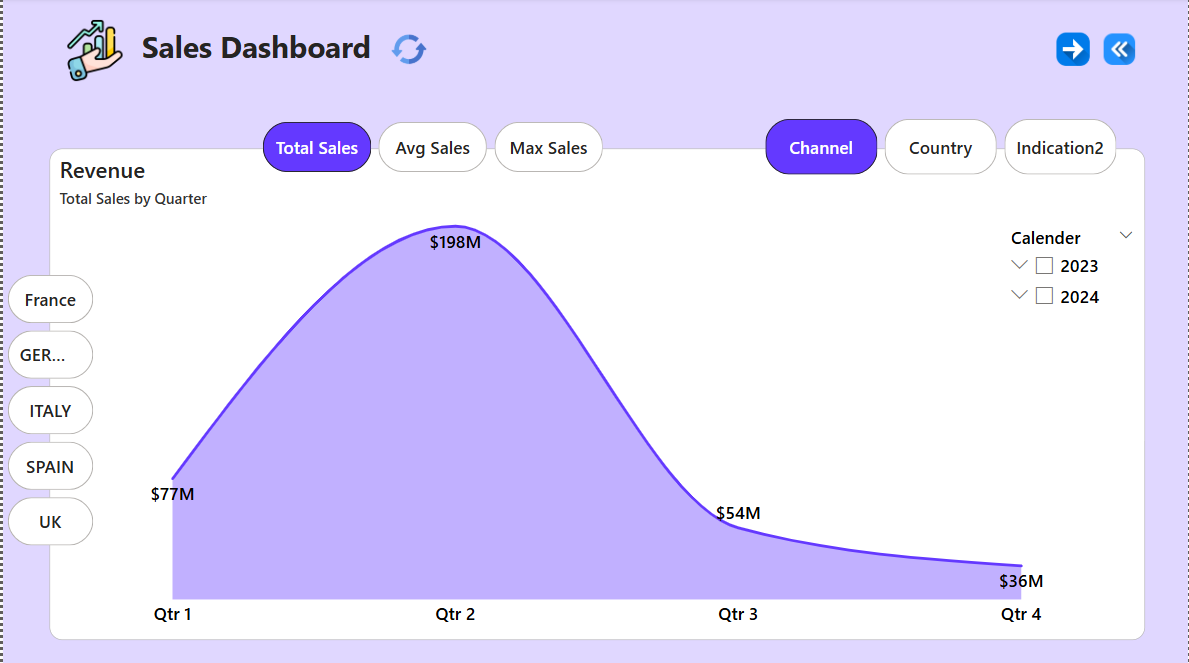 Sales Dashboard
Total Sales
Avg Sales
Max Sales
Channel
Country
Indication2
Revenue
Total Sales by Quarter
Calender
2023
2024
France
GER...
ITALY
SPAIN
UK
$77M
$198M
$54M
$36M
Qtr 1
Qtr 2
Qtr 3
Qtr 4